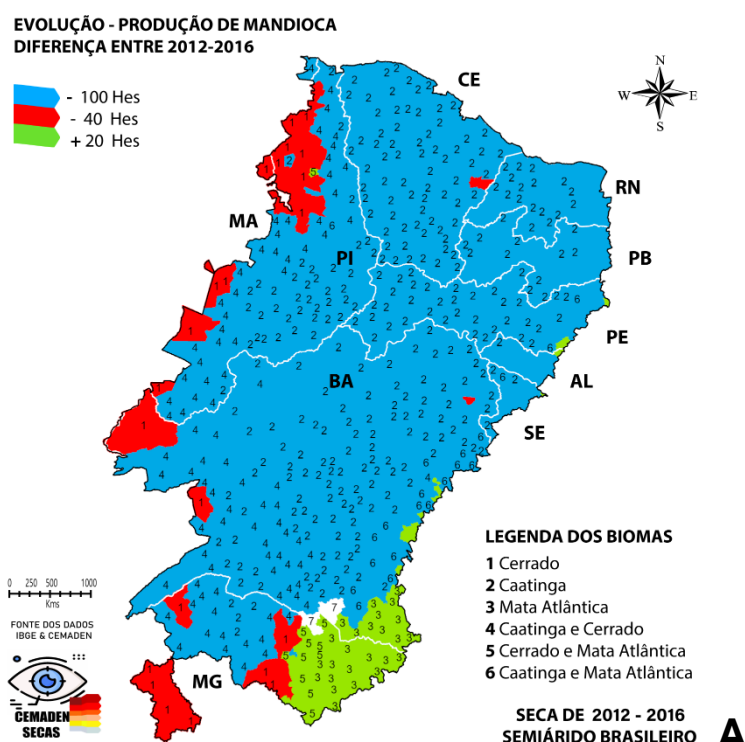 EVOLUÇÃO - PRODUÇÃO DE MANDIOCA
DIFERENÇA ENTRE 2012-2016
- 100 Hes
- 40 Hes
+ 20 Hes
CE
N
W E
S
RN
MA
PI
PB
PE
BA
AL
SE
LEGENDA DOS BIOMAS
1 Cerrado
2 Caatinga
3 Mata Atlântica
4 Caatinga e Cerrado
5 Cerrado e Mata Atlântica
6 Caatinga e Mata Atlântica
0 250 500 1000
Kms
FONTE DOS DADOS
IBGE & CEMADEN
CEMADEN
SECAS
MG
SECA DE 2012 - 2016
SEMIÁRIDO BRASILEIRO
A